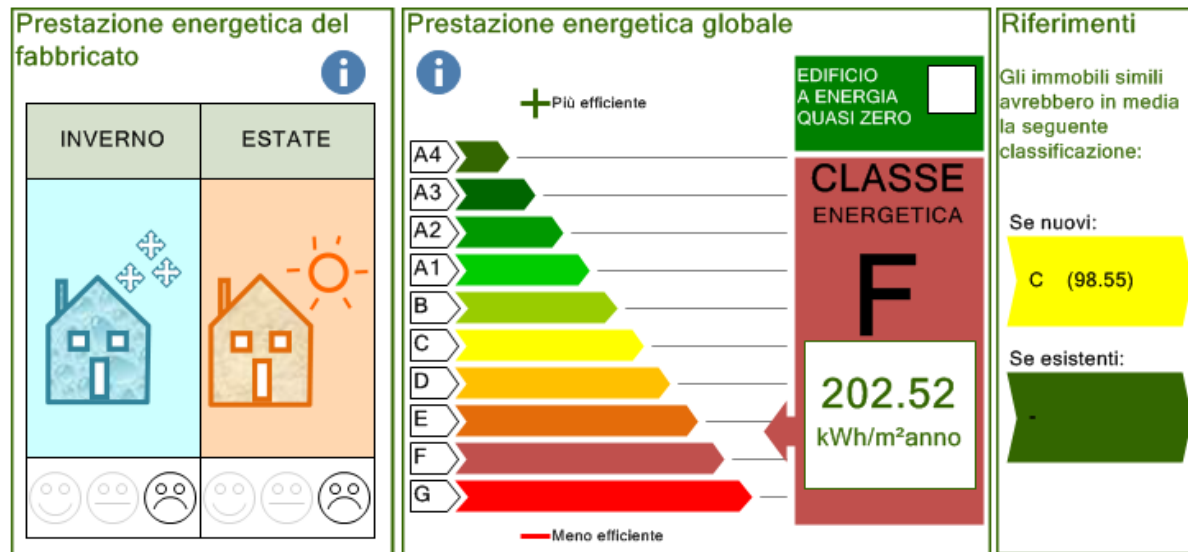 Prestazione energetica del
fabbricato
i
INVERNO
ESTATE
Prestazione energetica globale
i
Più efficiente
A4
A3
A2
A1
B
C
D
E
F
G
Meno efficiente
EDIFICIO
A ENERGIA
QUASI ZERO
CLASSE
ENERGETICA
F
202.52
kWh/m²anno
Riferimenti
Gli immobili simili
avrebbero in media
la seguente
classificazione:
Se nuovi:
C (98.55)
Se esistenti:
-